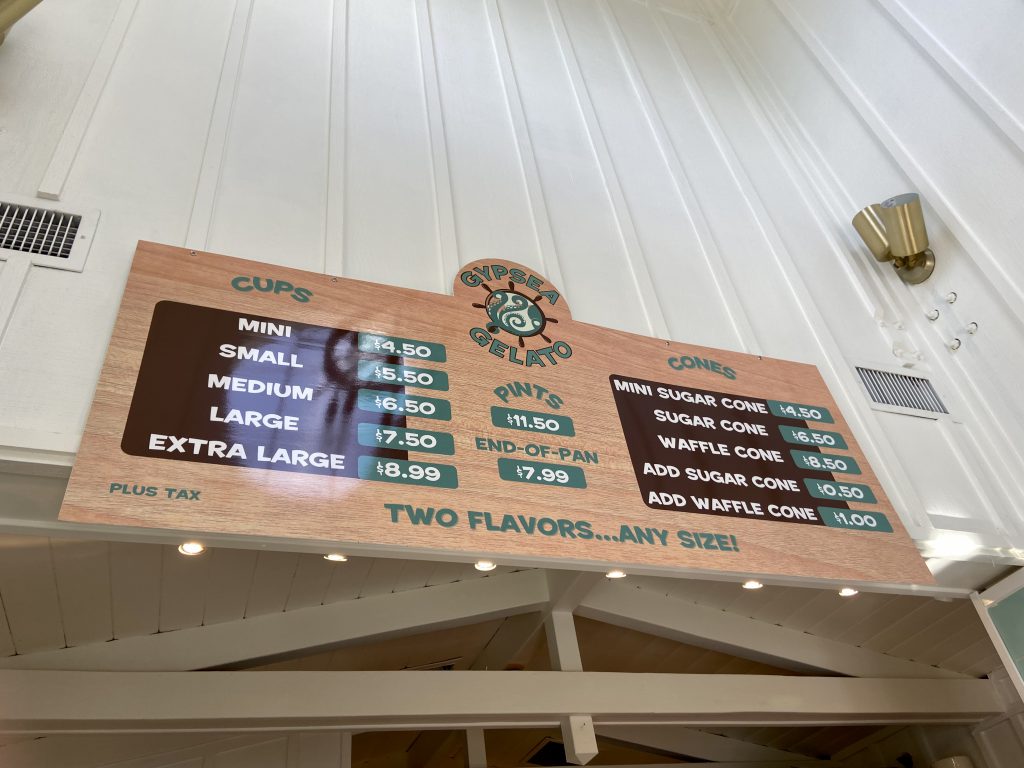 GYPSEA
GELATO
CUPS
MINI $4.50
SMALL $5.50
MEDIUM $6.50
LARGE $7.50
EXTRA LARGE $8.99
PLUS TAX
PINTS
$11.50
END-OF-PAN
$7.99
CONES
MINI SUGAR CONE $4.50
SUGAR CONE $6.50
WAFFLE CONE $8.50
ADD SUGAR CONE $0.50
ADD WAFFLE CONE $1.00
TWO FLAVORS...ANY SIZE!